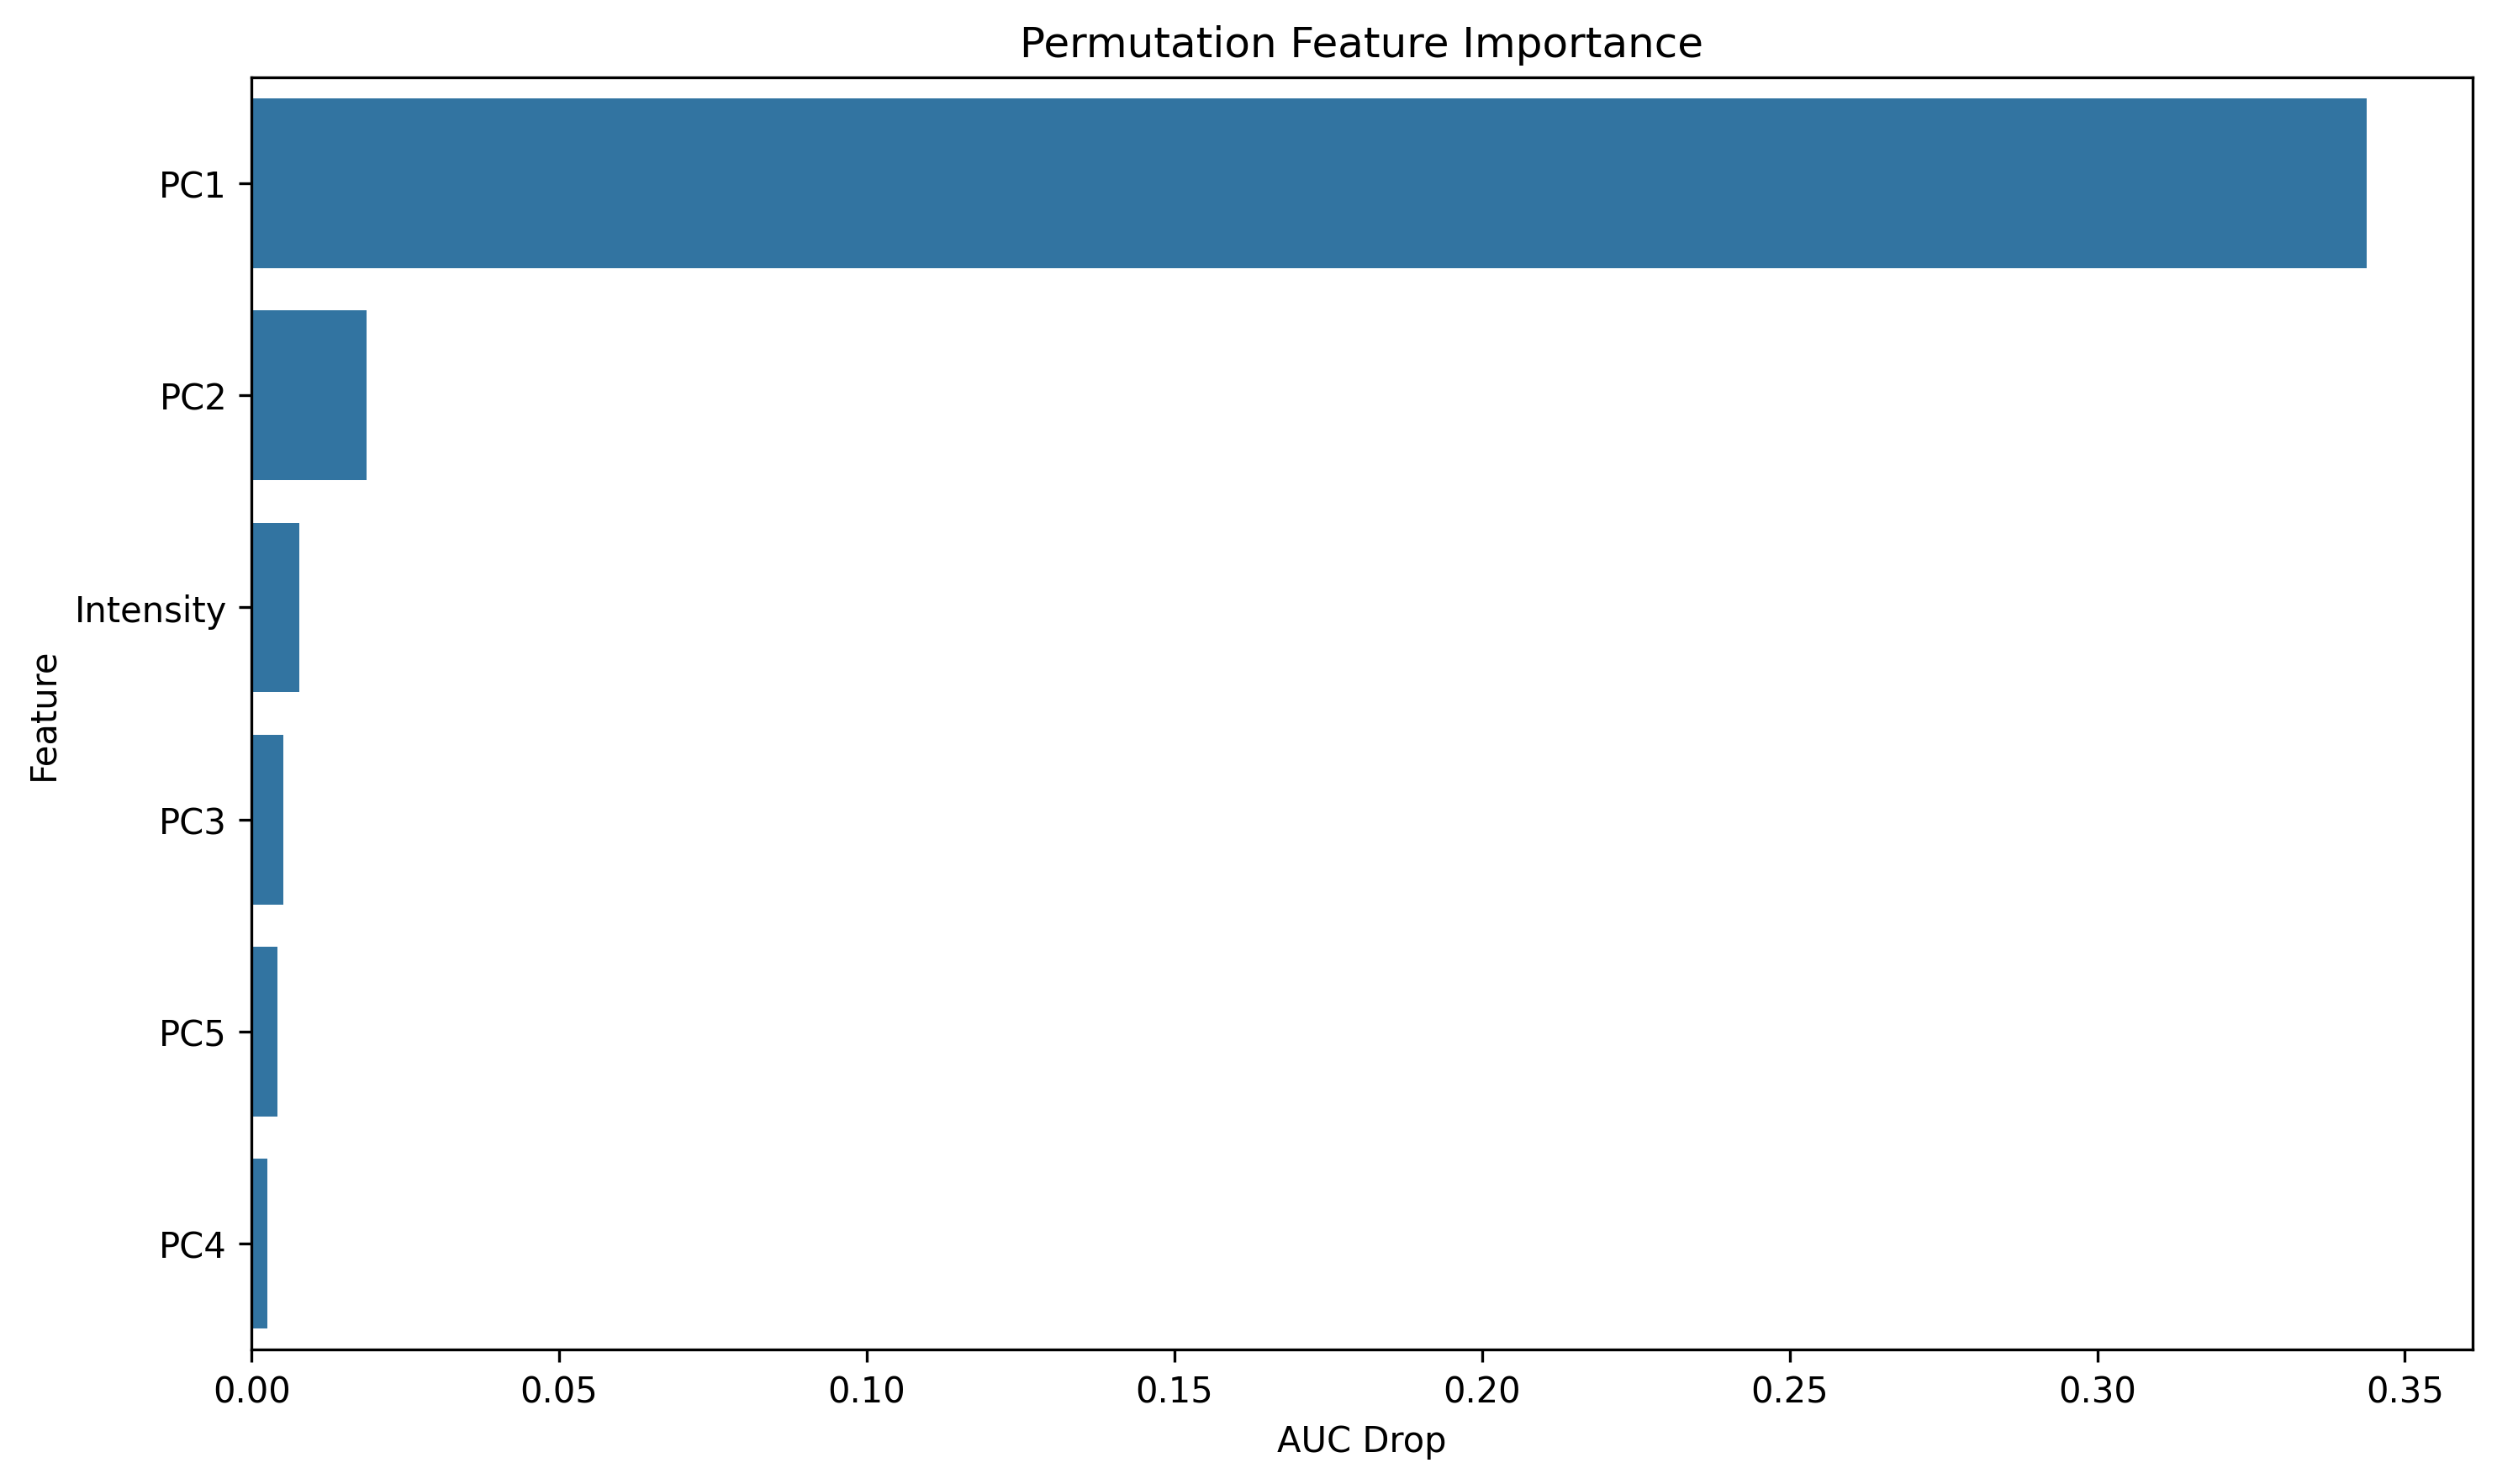 Permutation Feature Importance
PC1
PC2
Intensity
PC3
PC5
PC4
Feature
0.00 0.05 0.10 0.15 0.20 0.25 0.30 0.35
AUC Drop